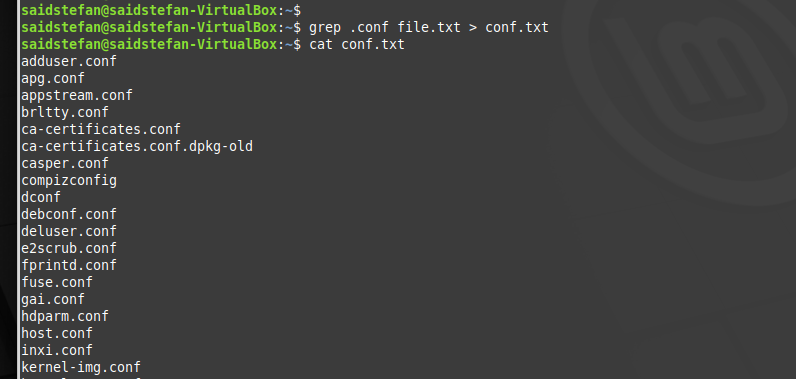 saidstefan@saidstefan-VirtualBox:~$
saidstefan@saidstefan-VirtualBox:~$ grep .conf file.txt > conf.txt
saidstefan@saidstefan-VirtualBox:~$ cat conf.txt
adduser.conf
apg.conf
appstream.conf
brltty.conf
ca-certificates.conf
ca-certificates.conf.dpkg-old
casper.conf
compizconfig
dconf
debconf.conf
deluser.conf
e2scrub.conf
fprintd.conf
fuse.conf
gai.conf
hdparm.conf
host.conf
inxi.conf
kernel-img.conf